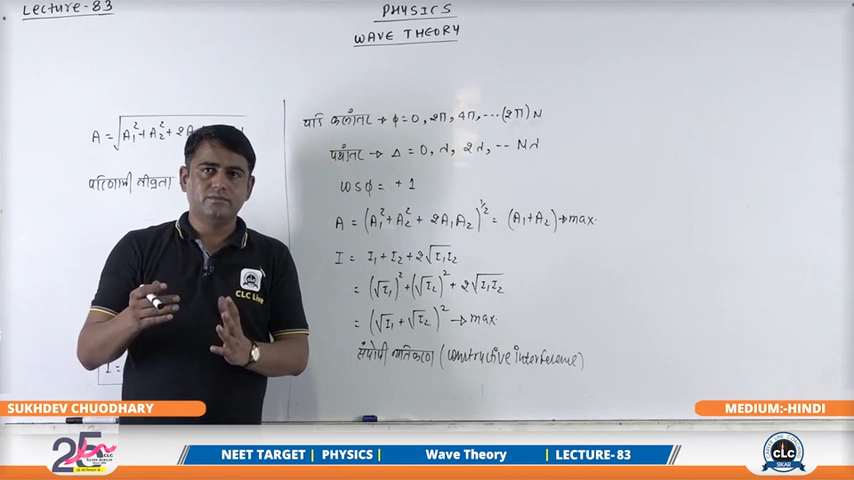 Lecture-83
PHYSICS
WAVE THEORY
A = √A₁² + A₂² + 2A
परिणामी तीव्रता
I =
यदि कलांतर → ϕ = 0, 2π, 4π, ---- (2π) N
पथांतर → Δ = 0, λ, 2λ, -- Nλ
cos ϕ = + 1
A = (A₁² + A₂² + 2A₁A₂)^1/2 = (A₁ + A₂) → max.
I = I₁ + I₂ + 2√I₁I₂
= (√I₁)² + (√I₂)² + 2√I₁I₂
= (√I₁ + √I₂)² → max.
संपोषी व्यतिकरण (constructive interference)
CLC Live
SUKHDEV CHUODHARY
MEDIUM:-HINDI
25
CLC
NEET TARGET | PHYSICS | Wave Theory | LECTURE- 83
CLC
SIKAR